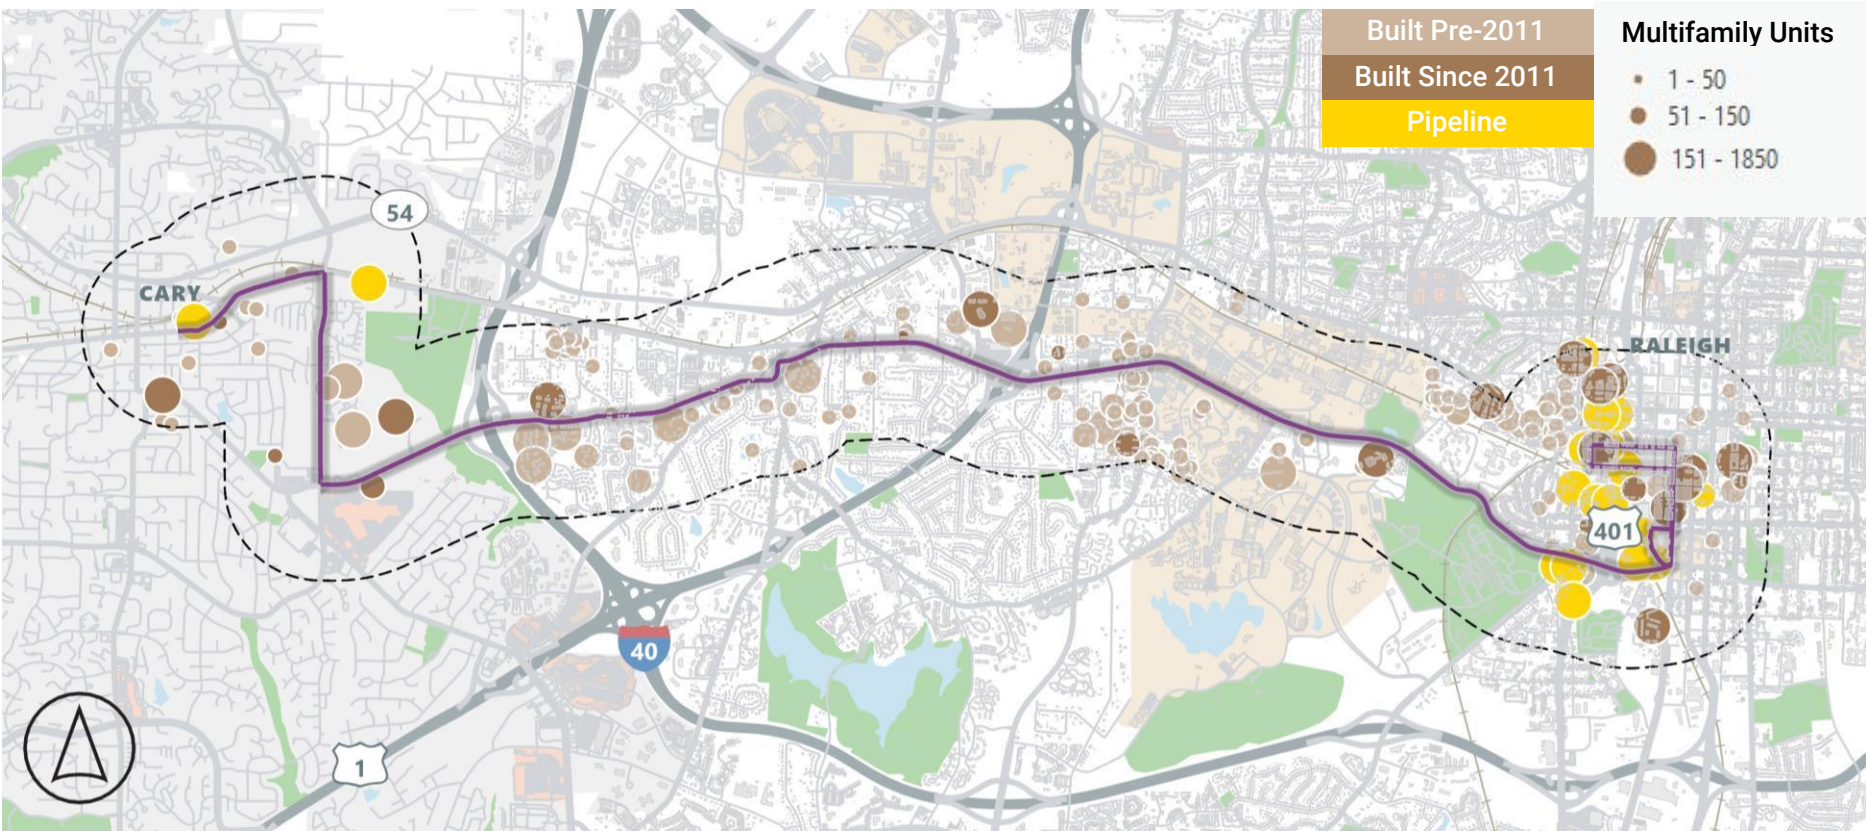 Built Pre-2011
Built Since 2011
Pipeline
Multifamily Units
1 - 50
51 - 150
151 - 1850
54
CARY
RALEIGH
401
40
1